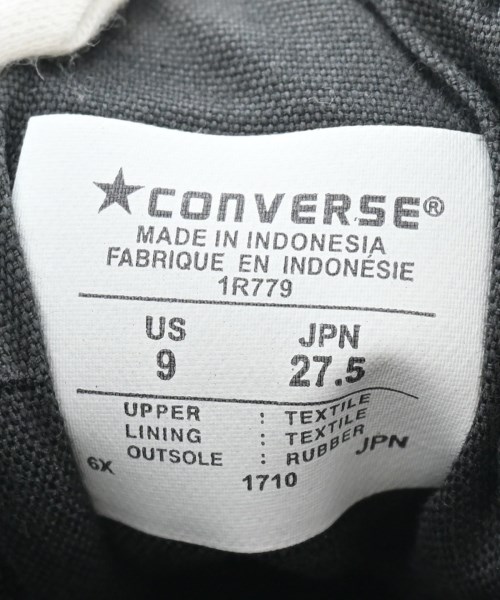 ★CONVERSE®
MADE IN INDONESIA
FABRIQUE EN INDONÉSIE
1R779
US JPN
9 27.5
UPPER : TEXTILE
LINING : TEXTILE
OUTSOLE : RUBBER JPN
6X 1710